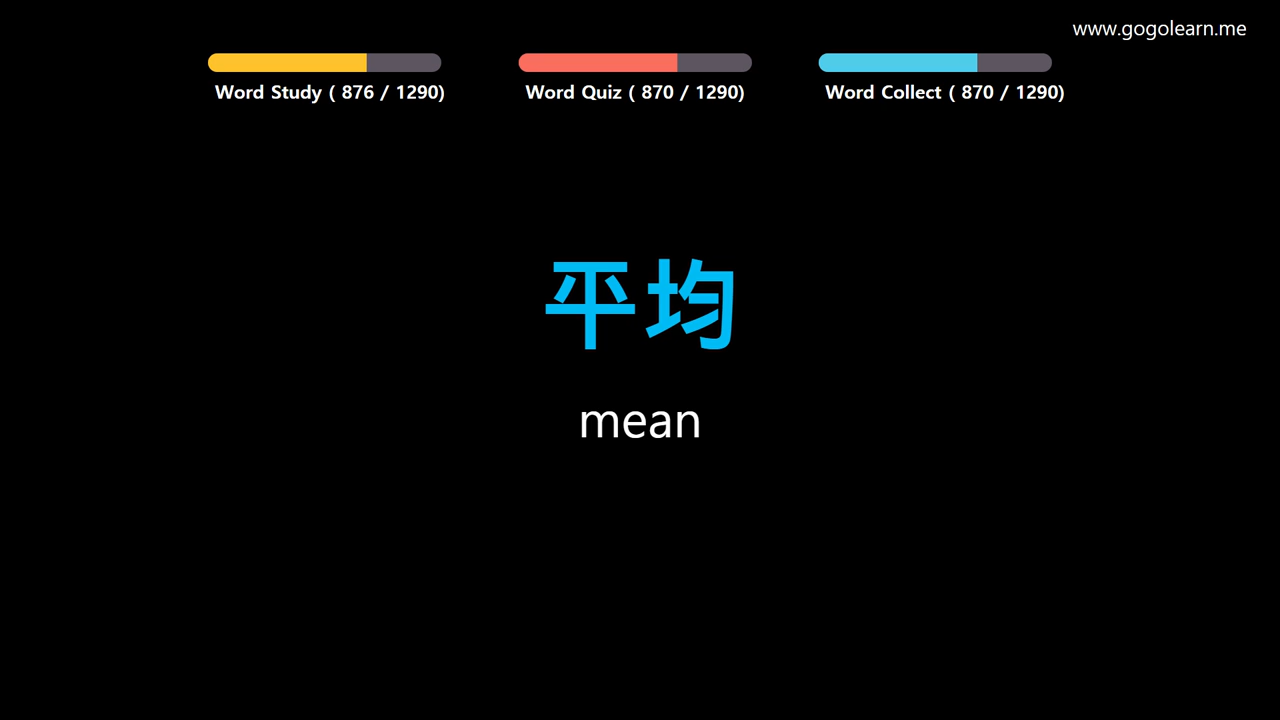 www.gogolearn.me
Word Study ( 876 / 1290)
Word Quiz ( 870 / 1290)
Word Collect ( 870 / 1290)
平均
mean